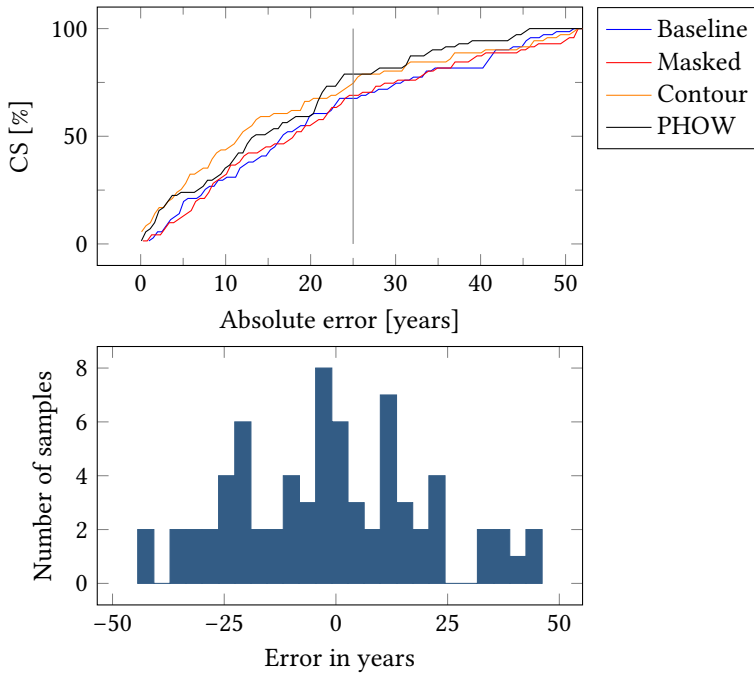 100
50
0
CS [%]
0 10 20 30 40 50
Absolute error [years]
Baseline
Masked
Contour
PHOW
8
6
4
2
0
Number of samples
−50 −25 0 25 50
Error in years